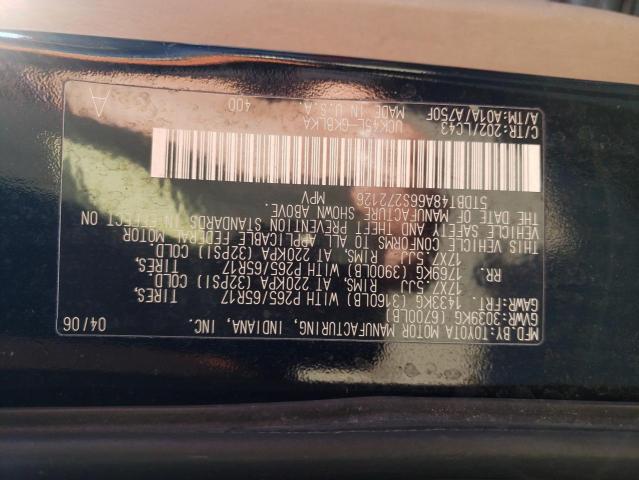 MFD.BY:TOYOTA MOTOR MANUFACTURING, INDIANA, INC. 04/06
GVWR:3039KG(6700LB)
GAWR:FRT. 1433KG(3160LB) WITH P265/65R17 TIRES,
17X7.5JJ RIMS, AT 220KPA(32PSI) COLD
RR. 1769KG(3900LB) WITH P265/65R17 TIRES,
17X7.5JJ RIMS, AT 220KPA(32PSI) COLD
THIS VEHICLE CONFORMS TO ALL APPLICABLE FEDERAL MOTOR
VEHICLE SAFETY AND THEFT PREVENTION STANDARDS IN EFFECT ON
THE DATE OF MANUFACTURE SHOWN ABOVE.
5TDBT48A66S272126 MPV
UCK45L-GKBLKA 400
C/TR:202/LC43 MADE IN U.S.A.
A/TM:A01A/A750F A